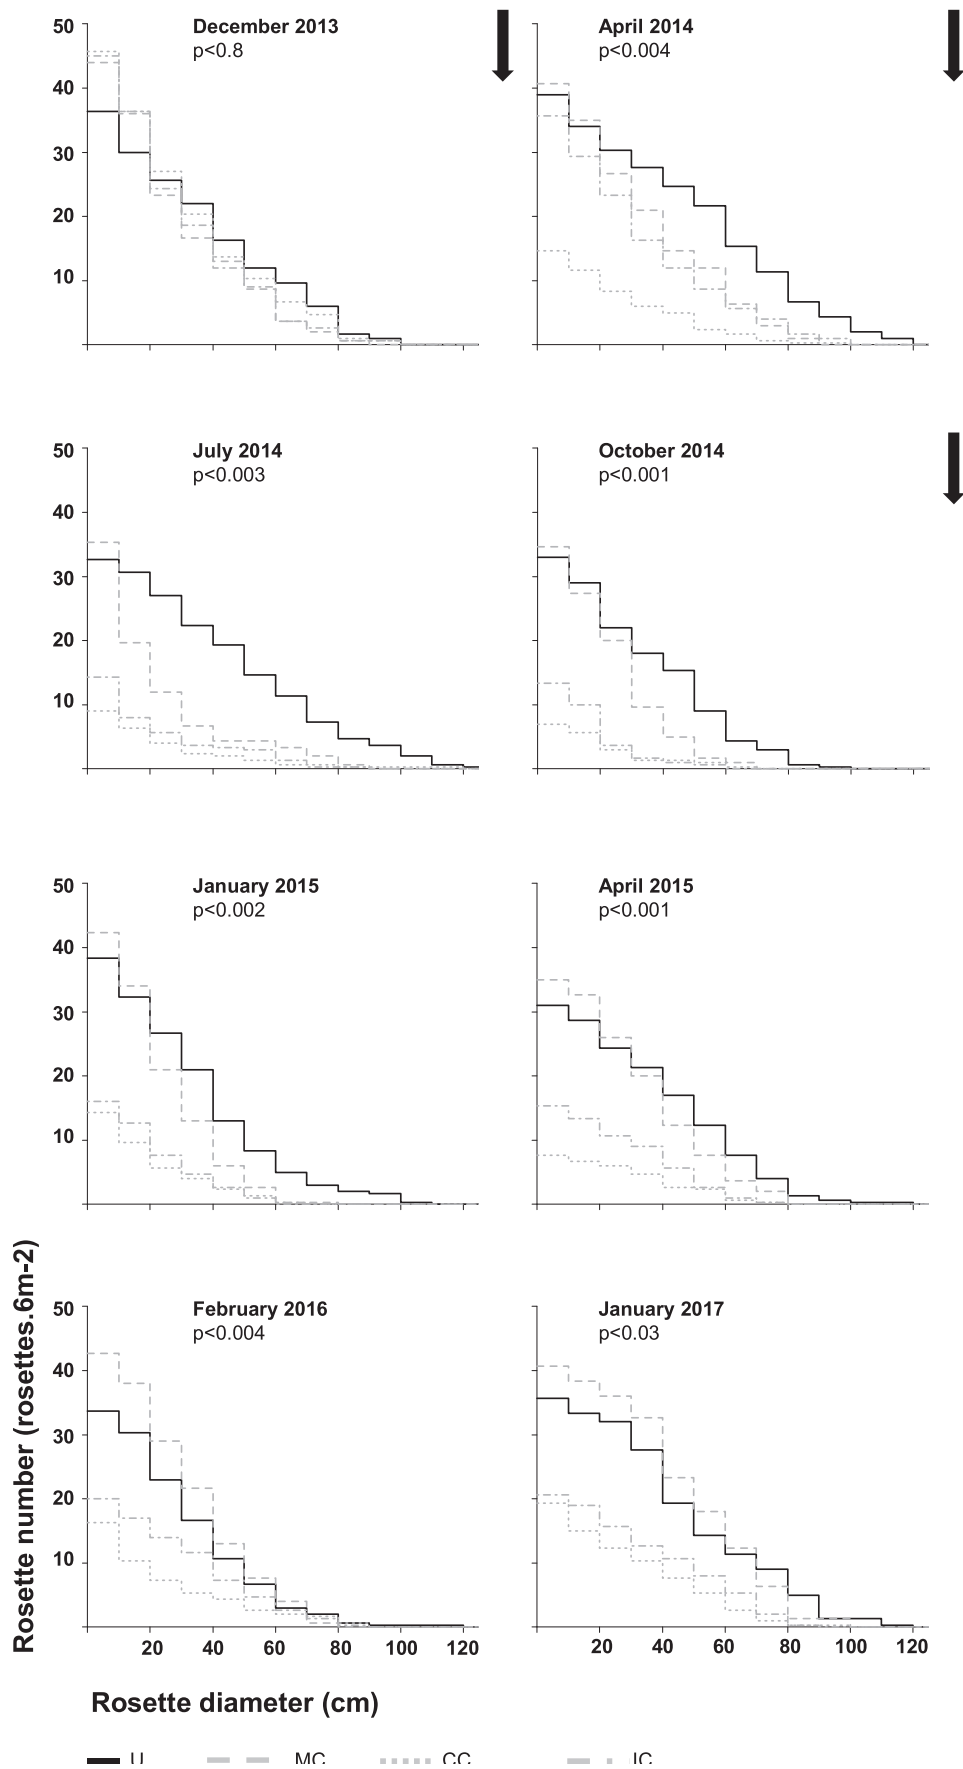 December 2013
p<0.8
50
40
30
20
10
April 2014
p<0.004
July 2014
p<0.003
50
40
30
20
10
October 2014
p<0.001
January 2015
p<0.002
50
40
30
20
10
April 2015
p<0.001
February 2016
p<0.004
50
40
30
20
10
20 40 60 80 100 120
January 2017
p<0.03
20 40 60 80 100 120
Rosette number (rosettes.6m-2)
Rosette diameter (cm)
U MC CC IC